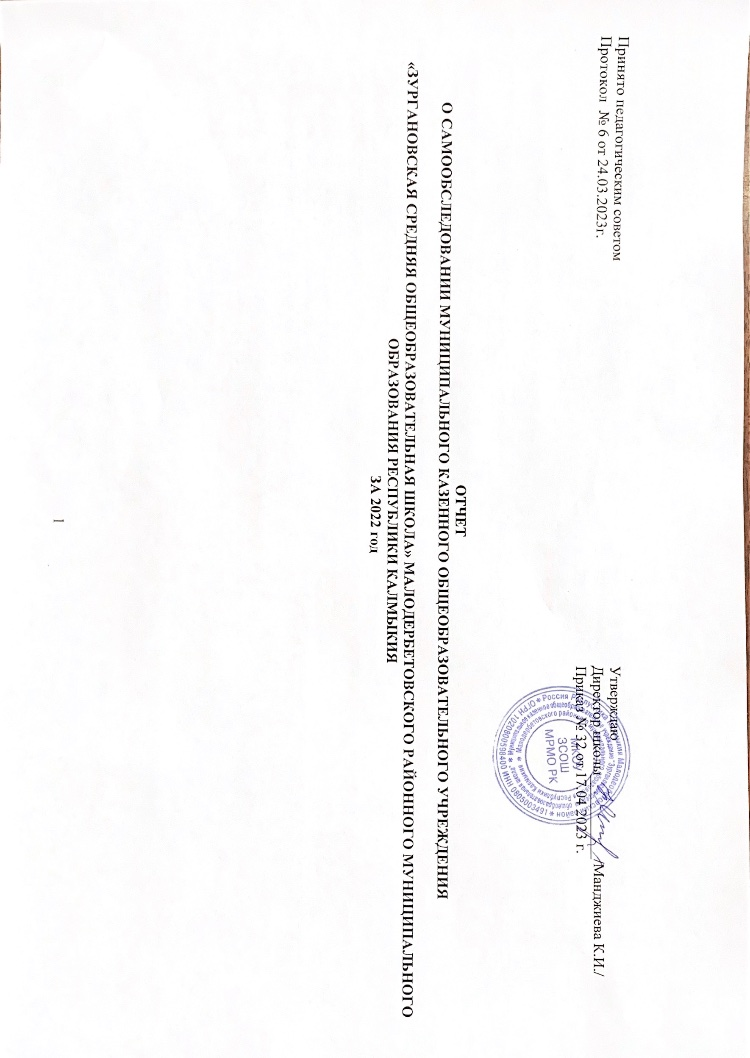 Принято педагогическим советом
Протокол № 6 от 24.03.2023г.
Утверждаю
Директор школы /Манджиева К.И./
Приказ № 32 от 17.04 2023 г.
ЗСОШ
МРМО РК
ОТЧЕТ
О САМООБСЛЕДОВАНИИ МУНИЦИПАЛЬНОГО КАЗЕННОГО ОБЩЕОБРАЗОВАТЕЛЬНОГО УЧРЕЖДЕНИЯ
«ЗУРГАНОВСКАЯ СРЕДНЯЯ ОБЩЕОБРАЗОВАТЕЛЬНАЯ ШКОЛА» МАЛОДЕРБЕТОВСКОГО РАЙОННОГО МУНИЦИПАЛЬНОГО
ОБРАЗОВАНИЯ РЕСПУБЛИКИ КАЛМЫКИЯ
ЗА 2022 год
1